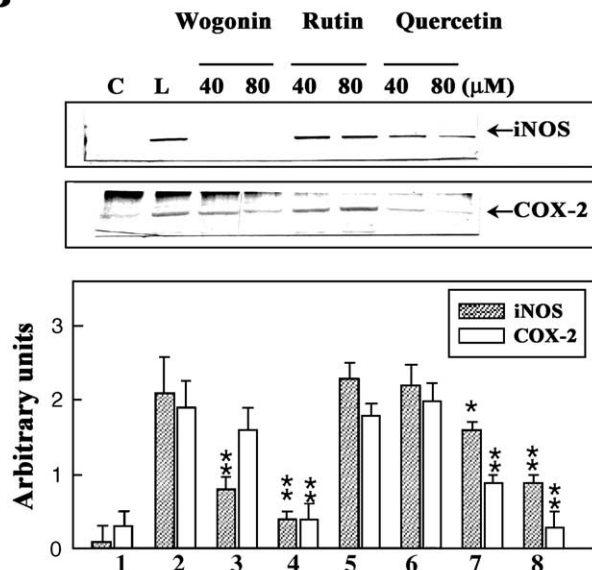 Wogonin Rutin Quercetin
C L 40 80 40 80 40 80 (μM)
←iNOS
←COX-2
Arbitrary units
3
2
1
0
iNOS
COX-2
** ** ** * ** ** **
1 2 3 4 5 6 7 8